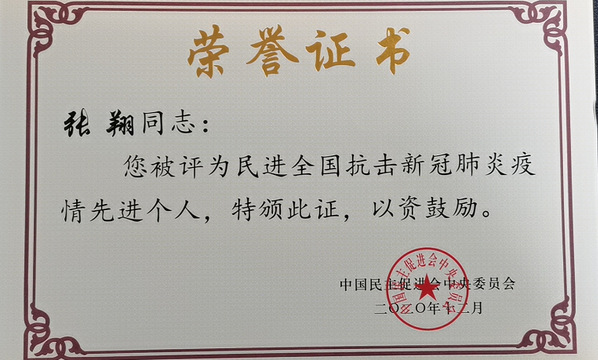 荣誉证书
张翔同志：
您被评为民进全国抗击新冠肺炎疫
情先进个人，特颁此证，以资鼓励。
中国民主促进会中央委员会
二〇二〇年十二月